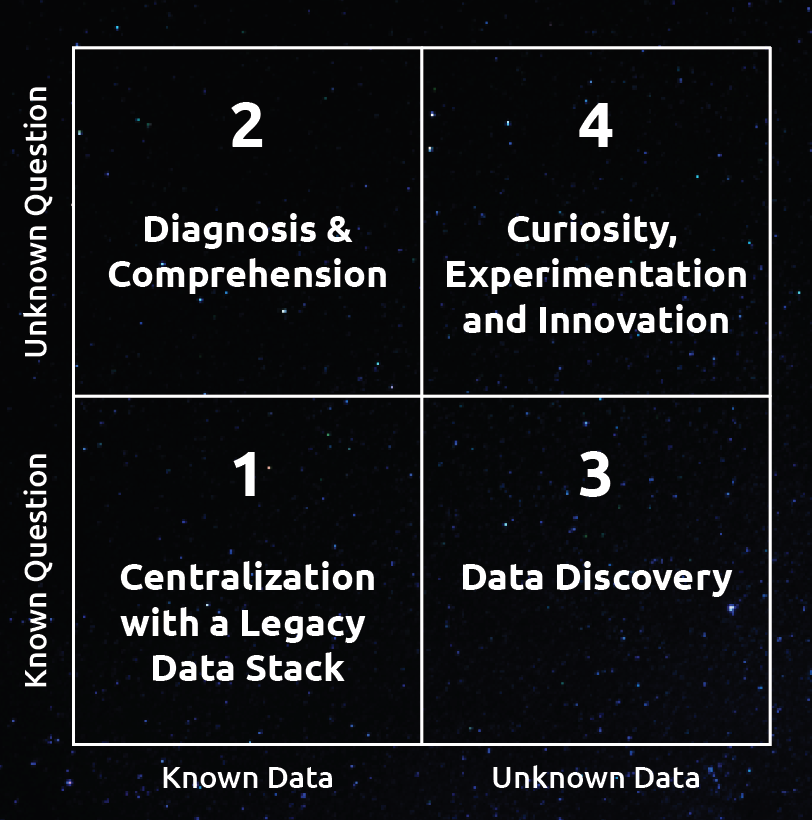 Unknown Question
2
Diagnosis &
Comprehension
4
Curiosity,
Experimentation
and Innovation
Known Question
1
Centralization
with a Legacy
Data Stack
3
Data Discovery
Known Data
Unknown Data